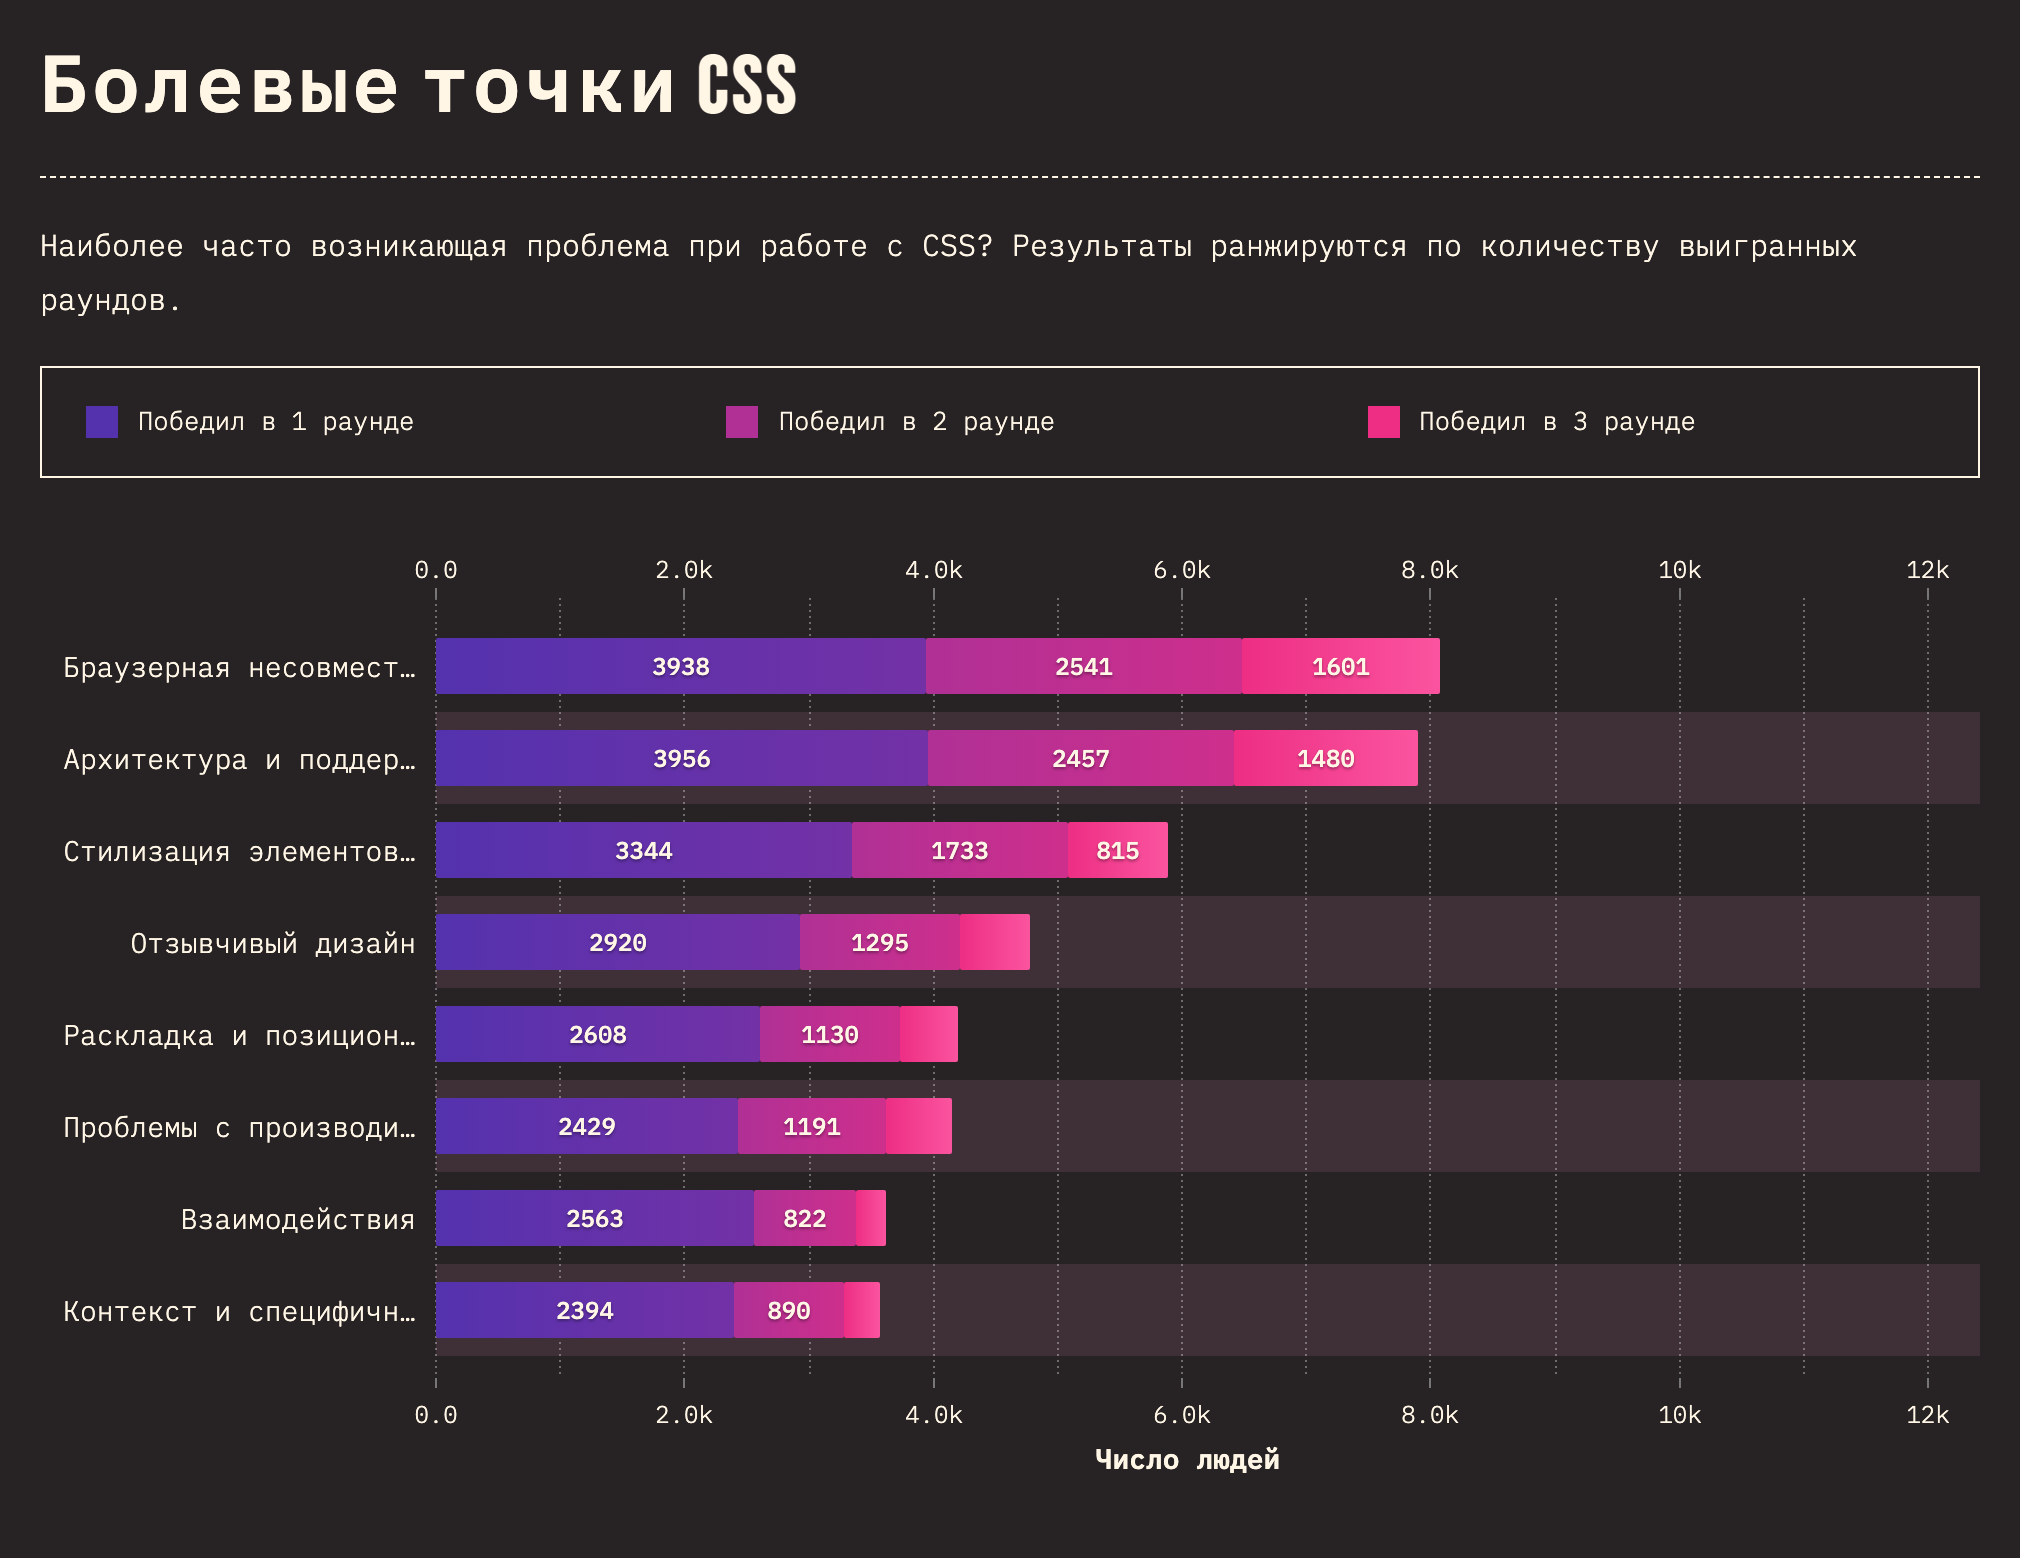 Болевые точки CSS
Наиболее часто возникающая проблема при работе с CSS? Результаты ранжируются по количеству выигранных
раундов.
Победил в 1 раунде
Победил в 2 раунде
Победил в 3 раунде
0.0 2.0k 4.0k 6.0k 8.0k 10k 12k
Браузерная несовмест… 3938 2541 1601
Архитектура и поддер… 3956 2457 1480
Стилизация элементов… 3344 1733 815
Отзывчивый дизайн 2920 1295
Раскладка и позицион… 2608 1130
Проблемы с производи… 2429 1191
Взаимодействия 2563 822
Контекст и специфичн… 2394 890
0.0 2.0k 4.0k 6.0k 8.0k 10k 12k
Число людей